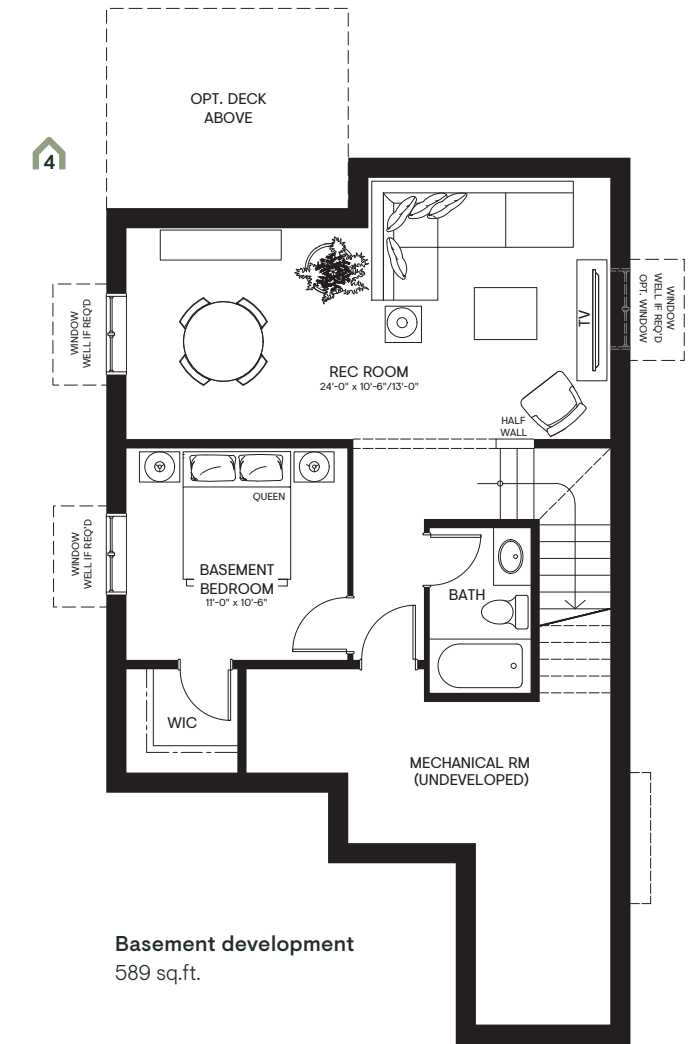 OPT. DECK
ABOVE
4
WINDOW
WELL IF REQ'D
WINDOW
WELL IF REQ'D
OPT. WINDOW
TV
REC ROOM
24'-0" x 10'-6"/13'-0"
HALF
WALL
QUEEN
WINDOW
WELL IF REQ'D
BASEMENT
BEDROOM
11'-0" x 10'-6"
BATH
WIC
MECHANICAL RM
(UNDEVELOPED)
Basement development
589 sq.ft.